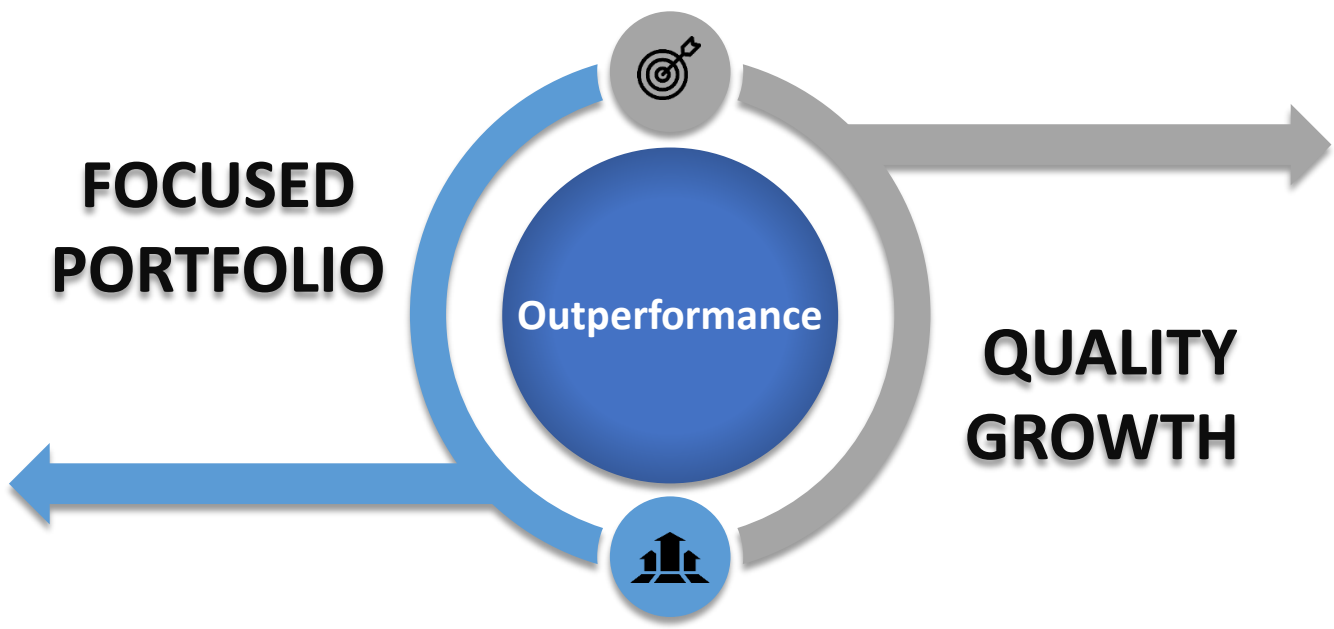 FOCUSED
PORTFOLIO
Outperformance
QUALITY
GROWTH